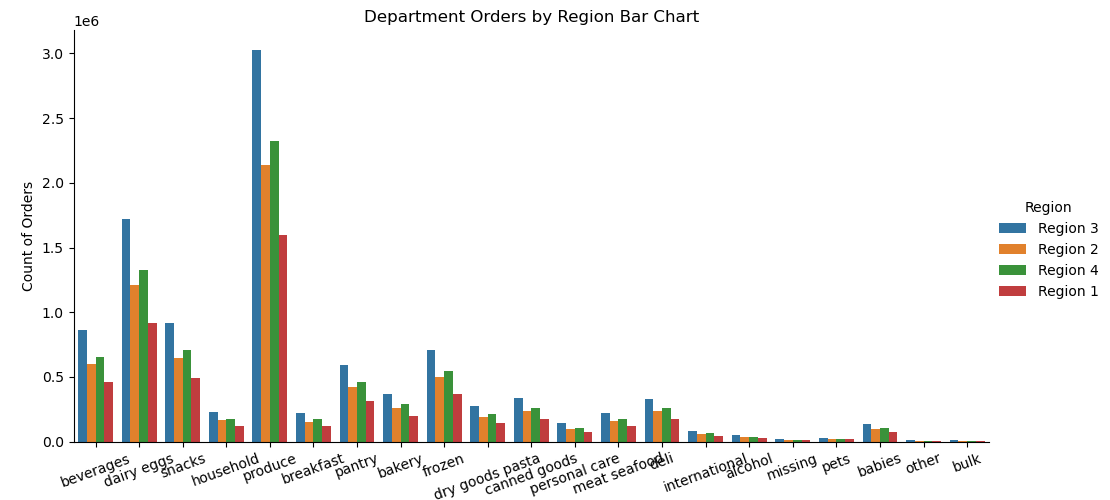 Department Orders by Region Bar Chart
1e6
3.0
2.5
2.0
1.5
1.0
0.5
0.0
Count of Orders
beverages
dairy eggs
snacks
household
produce
breakfast
pantry
bakery
frozen
dry goods pasta
canned goods
personal care
meat seafood
deli
international
alcohol
missing
pets
babies
other
bulk
Region
Region 3
Region 2
Region 4
Region 1